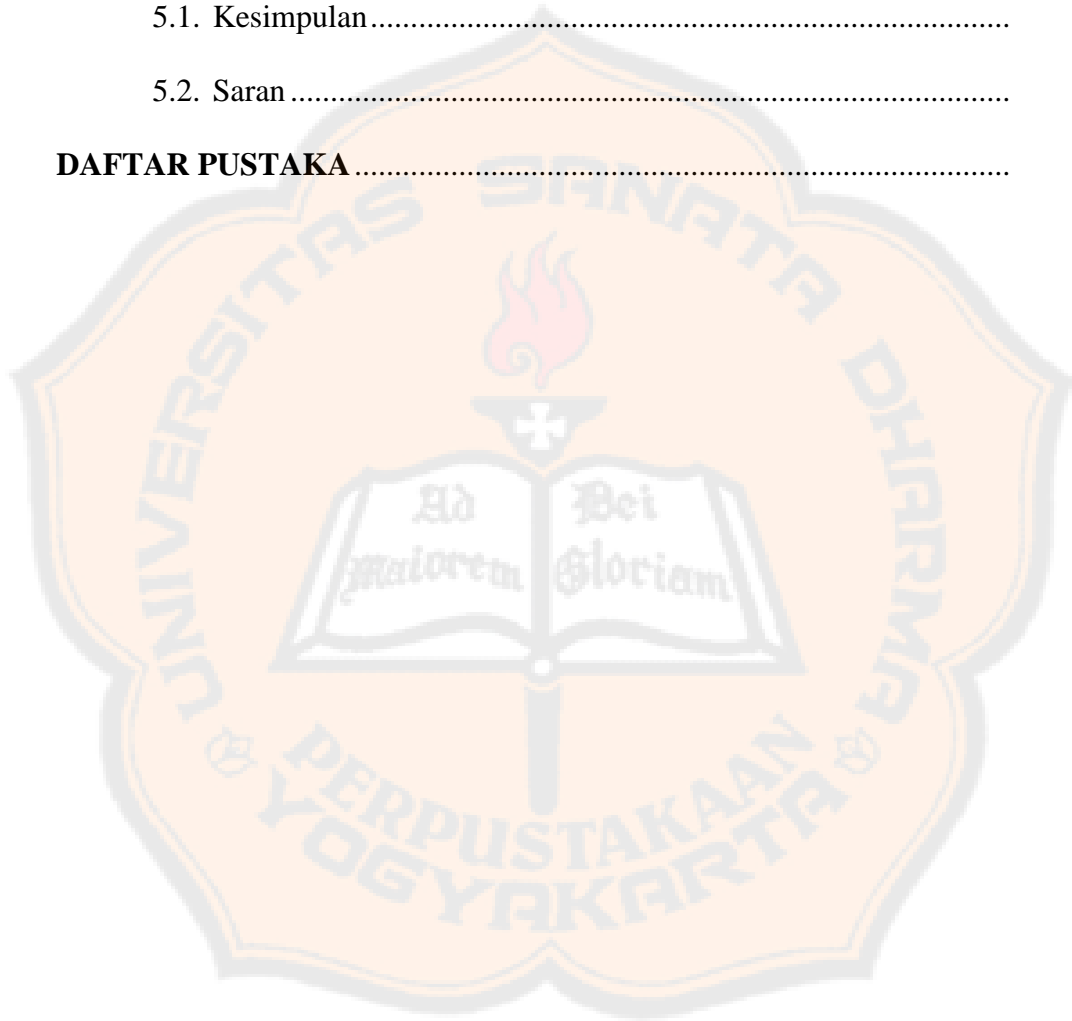 5.1. Kesimpulan................................................................................
5.2. Saran..........................................................................................
DAFTAR PUSTAKA..................................................................................
UNIVERSITAS SANATA DHARMA
Ad Dei
Maiorem Gloriam
PERPUSTAKAAN
YOGYAKARTA